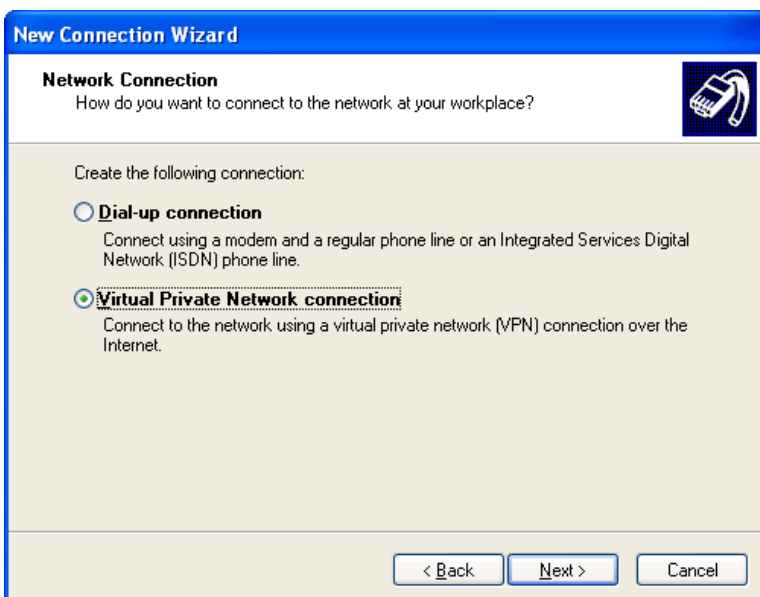 New Connection Wizard
Network Connection
How do you want to connect to the network at your workplace?
Create the following connection:
Dial-up connection
Connect using a modem and a regular phone line or an Integrated Services Digital
Network (ISDN) phone line.
Virtual Private Network connection
Connect to the network using a virtual private network (VPN) connection over the
Internet.
< Back
Next >
Cancel